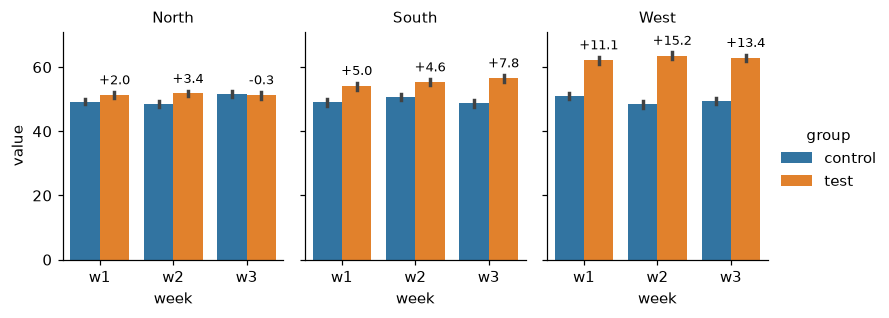 North
South
West
+2.0
+3.4
-0.3
+5.0
+4.6
+7.8
+11.1
+15.2
+13.4
value
60
40
20
0
w1
w2
w3
w1
w2
w3
w1
w2
w3
week
week
week
group
control
test